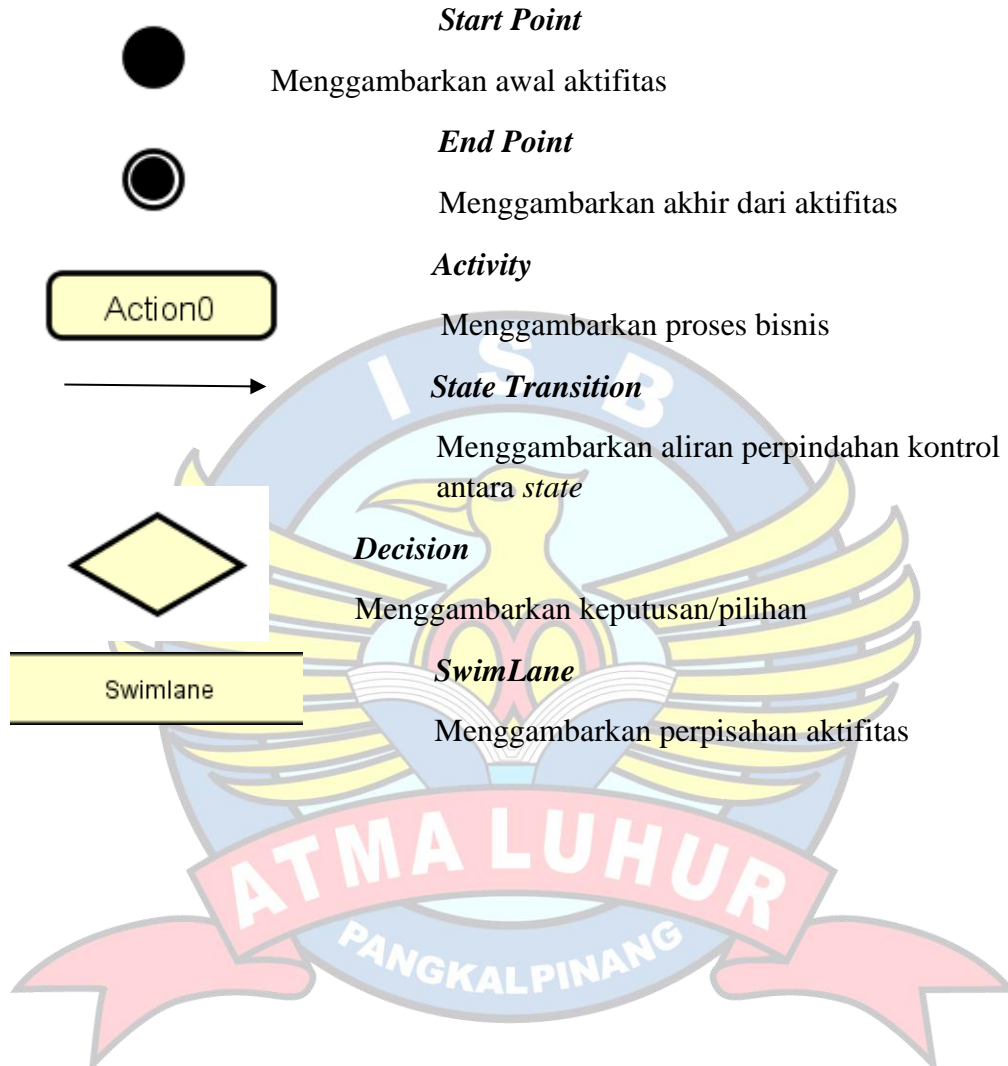 Start Point
Menggambarkan awal aktifitas
End Point
Menggambarkan akhir dari aktifitas
Activity
Action0
Menggambarkan proses bisnis
State Transition
Menggambarkan aliran perpindahan kontrol
antara state
Decision
Menggambarkan keputusan/pilihan
SwimLane
Swimlane
Menggambarkan perpisahan aktifitas
I S B
ATMA LUHUR
PANGKALPINANG